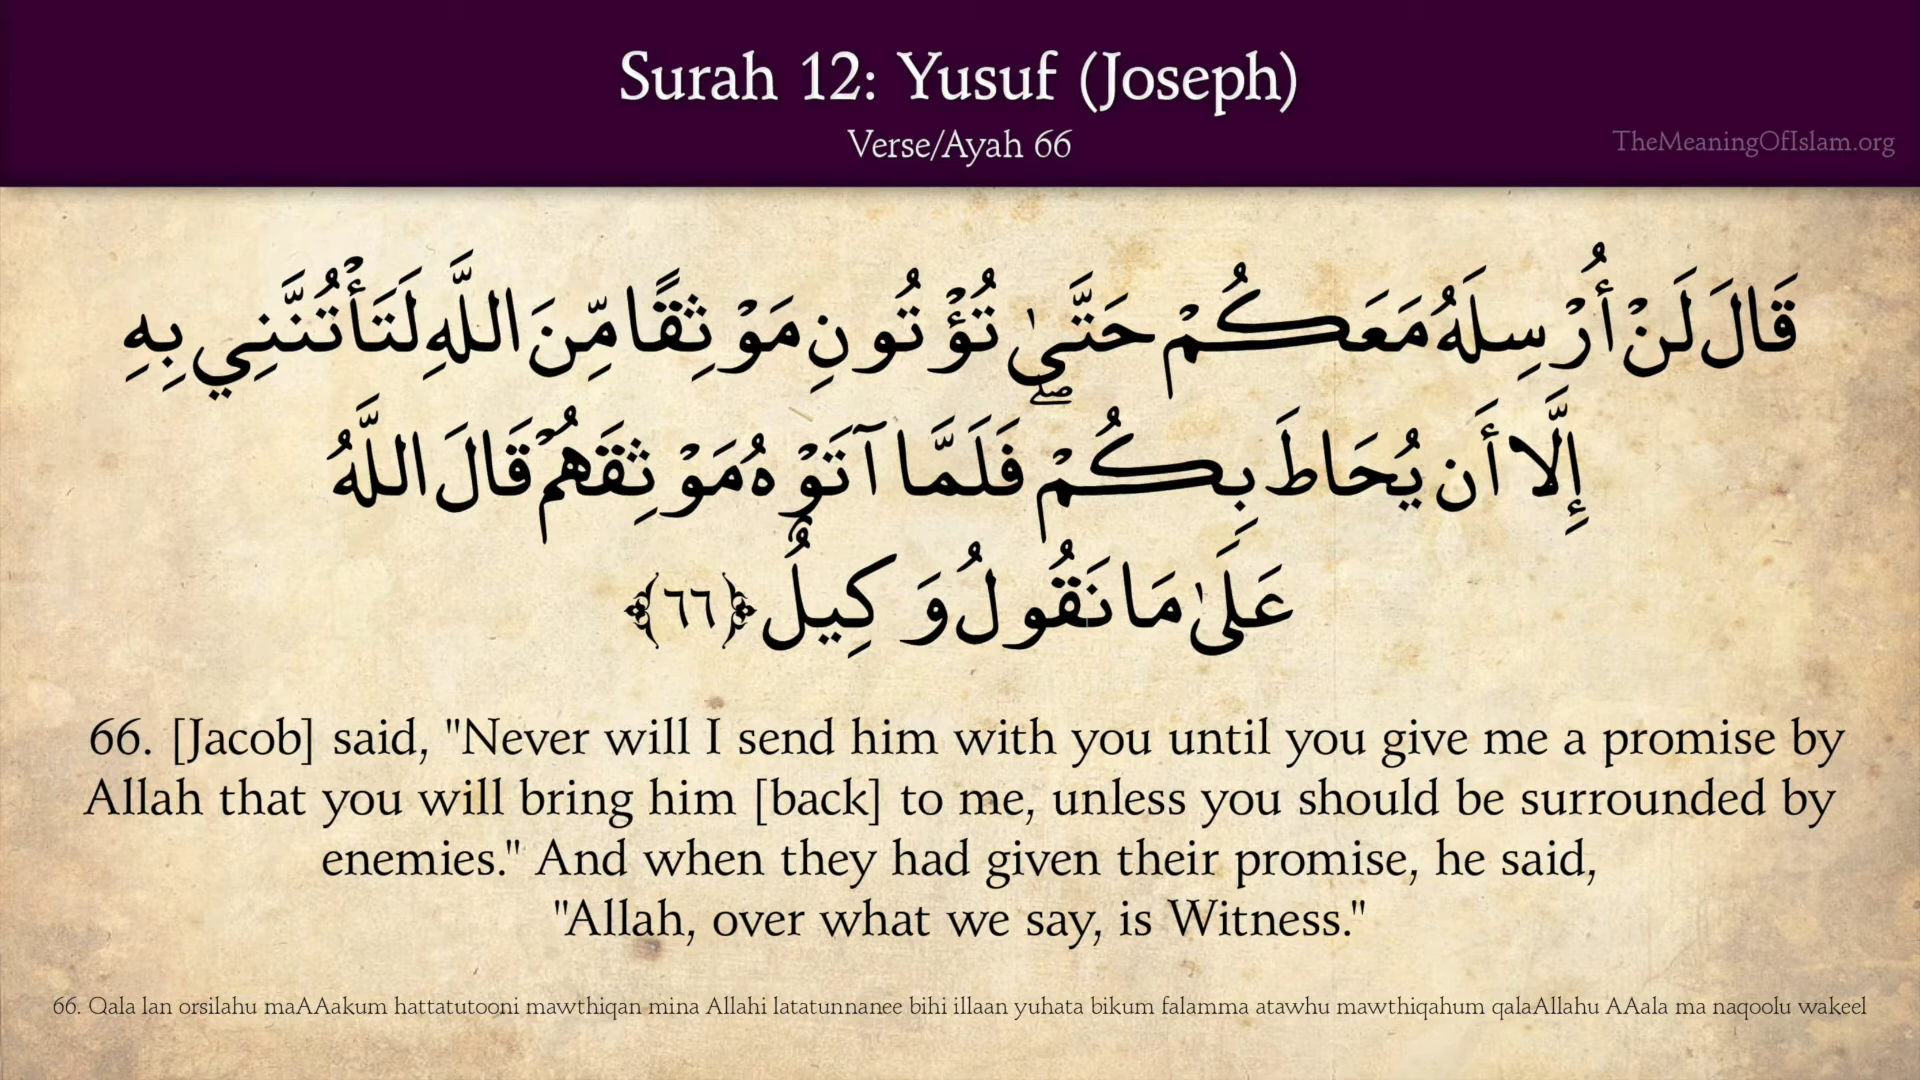 Surah 12: Yusuf (Joseph)
Verse/Ayah 66
TheMeaningOfIslam.org
قَالَ لَنْ أُرْسِلَهُ مَعَكُمْ حَتَّىٰ تُؤْتُونِ مَوْثِقًا مِّنَ اللَّهِ لَتَأْتُنَّنِي بِهِ
إِلَّا أَن يُحَاطَ بِكُمْ ۖ فَلَمَّا آتَوْهُ مَوْثِقَهُمْ قَالَ اللَّهُ
عَلَىٰ مَا نَقُولُ وَكِيلٌ ﴿٦٦﴾
66. [Jacob] said, "Never will I send him with you until you give me a promise by
Allah that you will bring him [back] to me, unless you should be surrounded by
enemies." And when they had given their promise, he said,
"Allah, over what we say, is Witness."
66. Qala lan orsilahu maAAakum hattatutooni mawthiqan mina Allahi latatunnanee bihi illaan yuhata bikum falamma atawhu mawthiqahum qalaAllahu AAala ma naqoolu wakeel